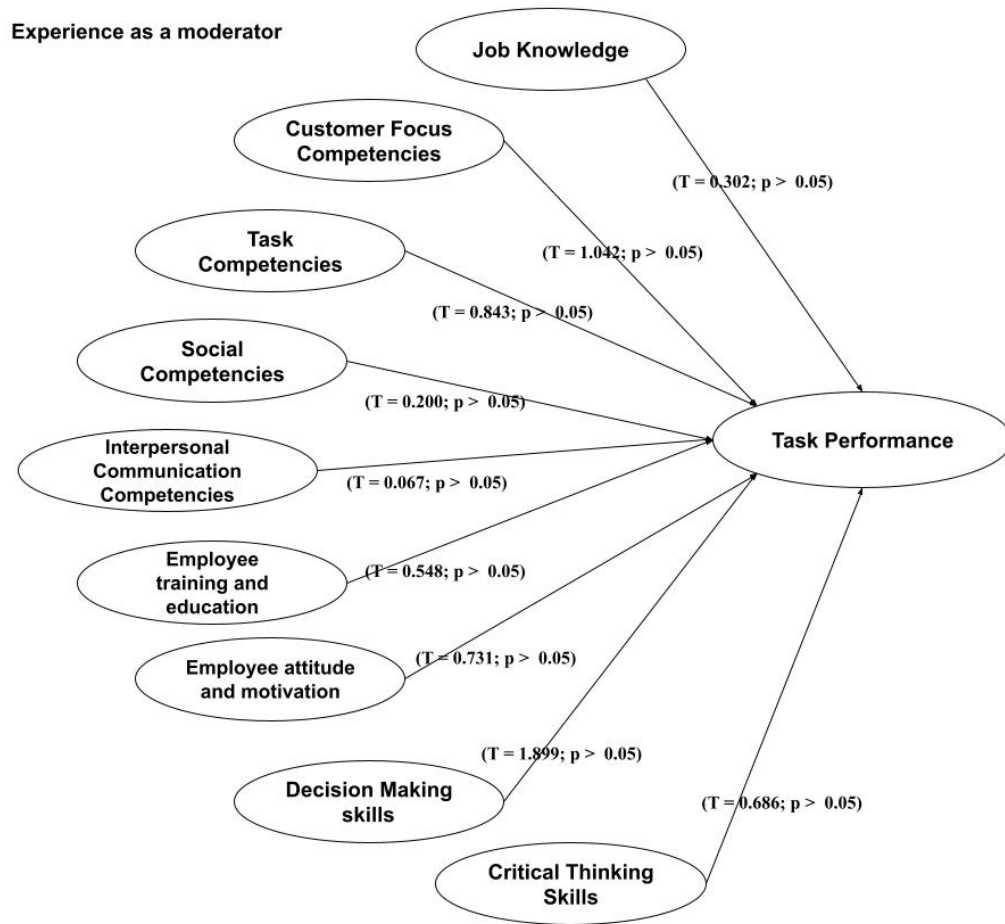 Experience as a moderator
Job Knowledge
Customer Focus
Competencies
(T = 0.302; p > 0.05)
Task
Competencies
(T = 1.042; p > 0.05)
(T = 0.843; p > 0.05)
Social
Competencies
(T = 0.200; p > 0.05)
Task Performance
Interpersonal
Communication
Competencies
(T = 0.067; p > 0.05)
Employee
training and
education
(T = 0.548; p > 0.05)
Employee attitude
and motivation
(T = 0.731; p > 0.05)
(T = 1.899; p > 0.05)
Decision Making
skills
(T = 0.686; p > 0.05)
Critical Thinking
Skills